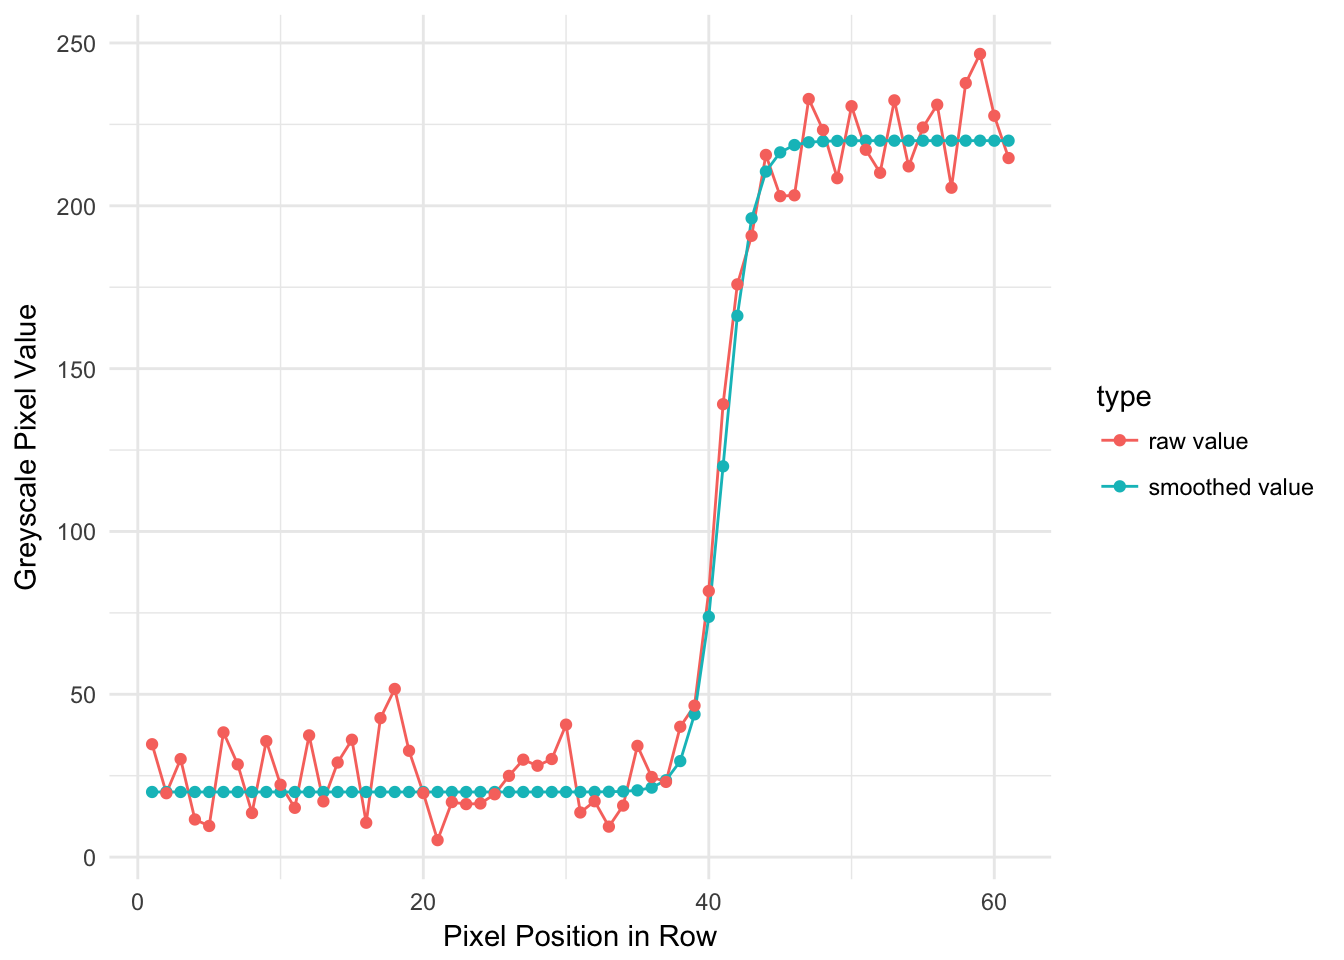 250
200
150
100
50
0
Greyscale Pixel Value
0 20 40 60
Pixel Position in Row
type
raw value
smoothed value